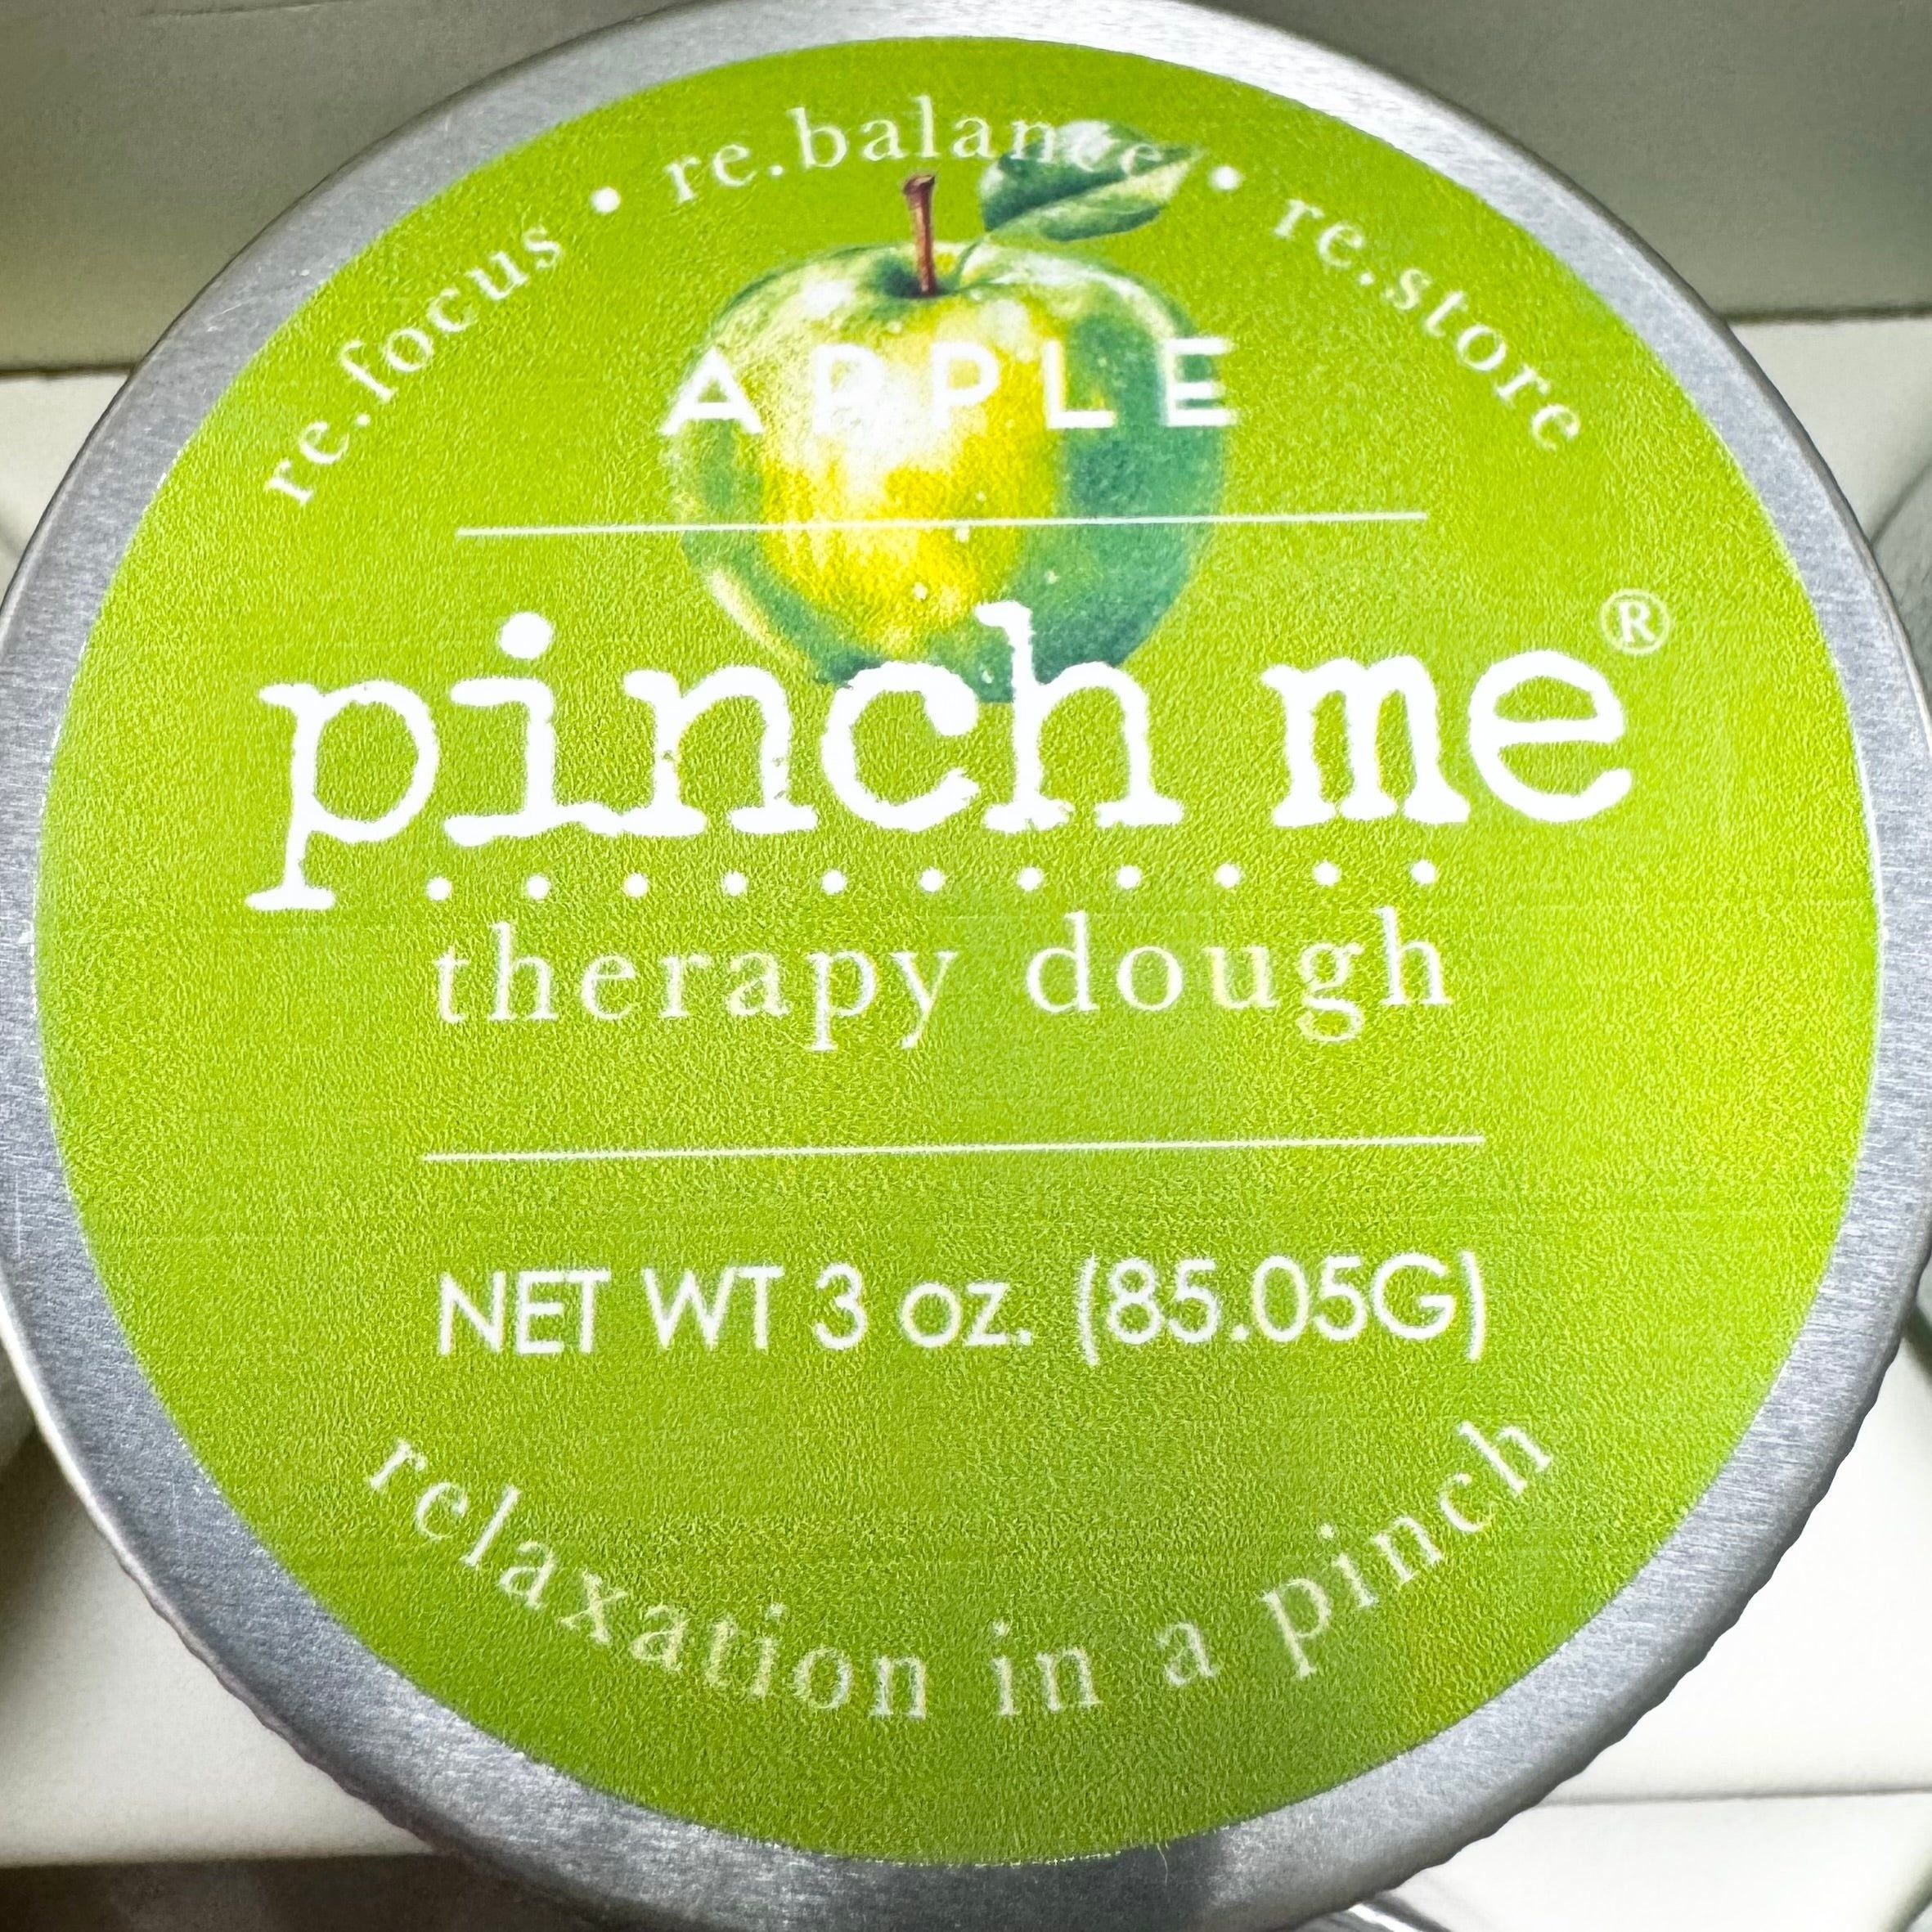 re.focus • re.balance • re.store
APPLE
pinch me®
therapy dough
NET WT 3 oz. (85.05G)
relaxation in a pinch